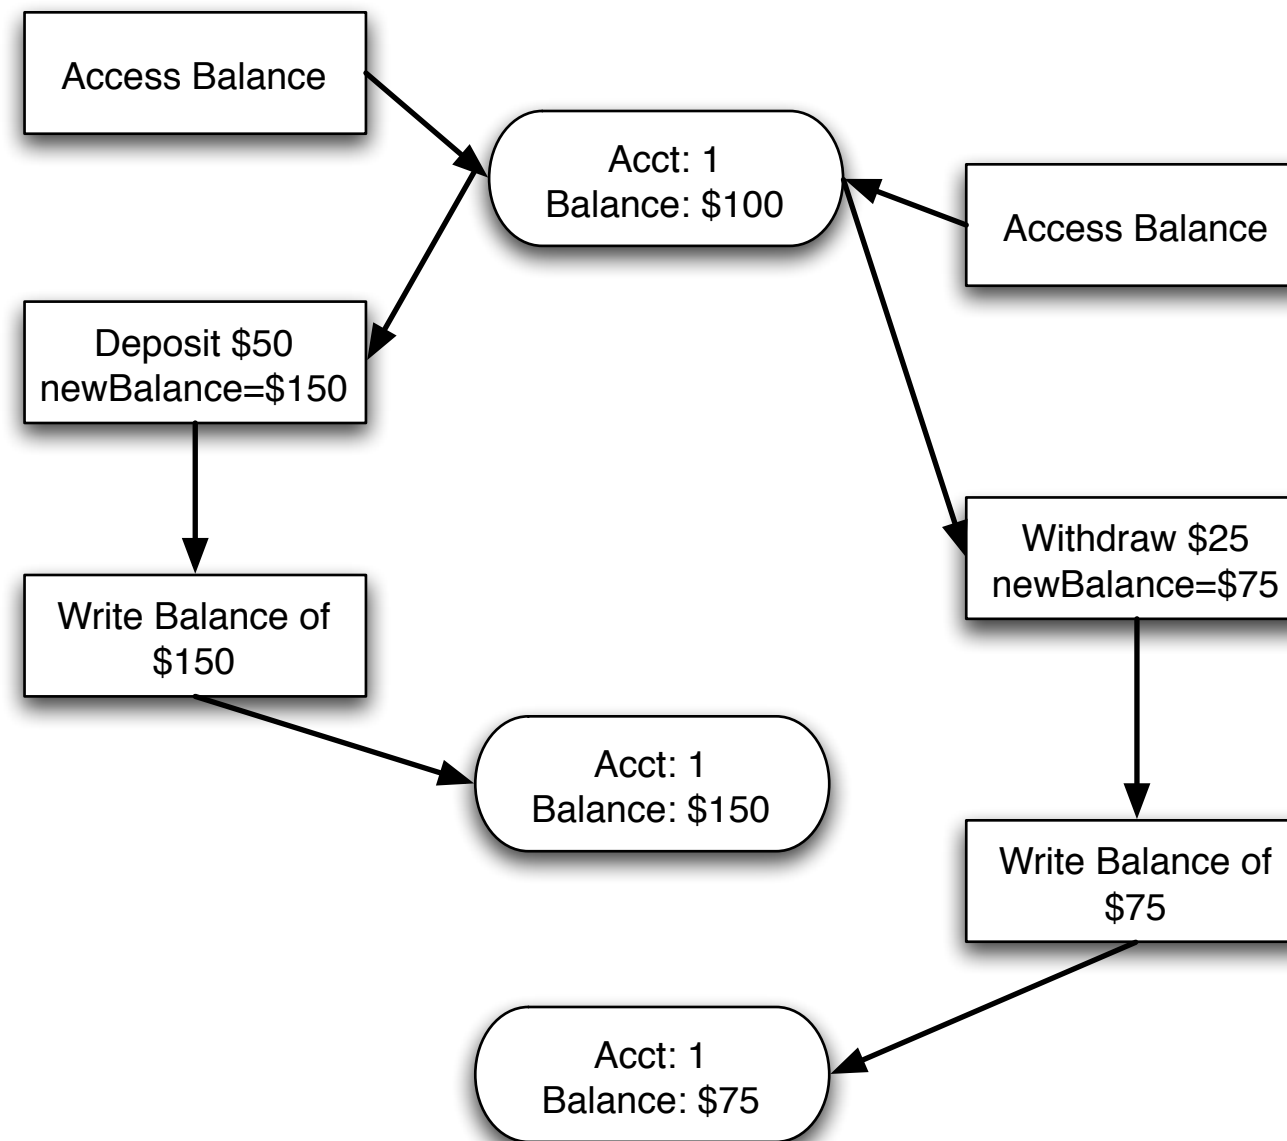 Access Balance
Acct: 1
Balance: $100
Access Balance
Deposit $50
newBalance=$150
Withdraw $25
newBalance=$75
Write Balance of
$150
Acct: 1
Balance: $150
Write Balance of
$75
Acct: 1
Balance: $75